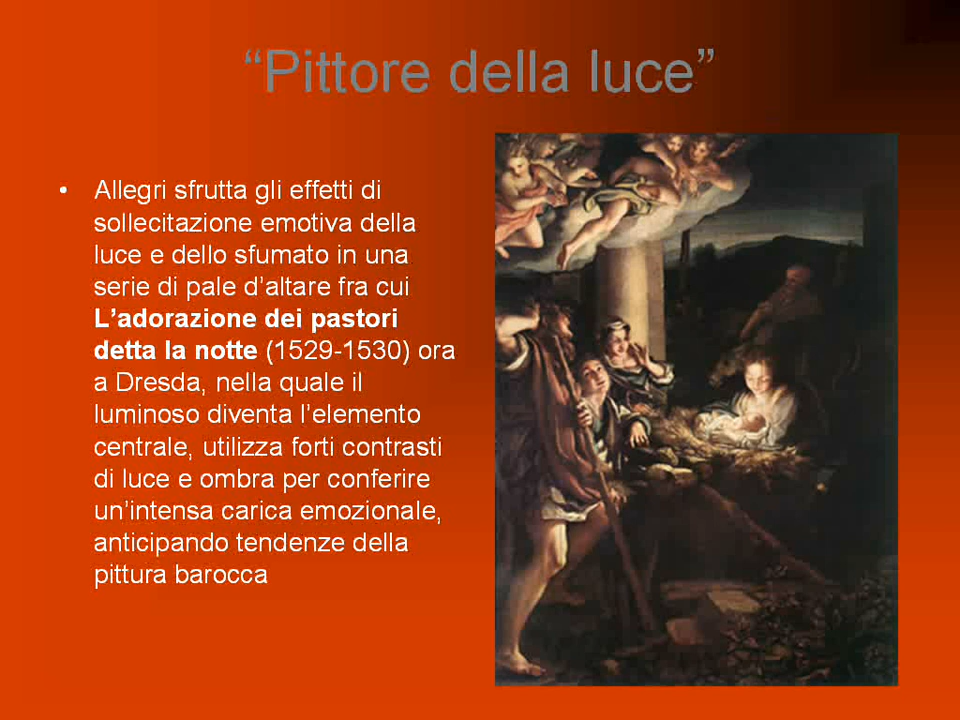 “Pittore della luce”
• Allegri sfrutta gli effetti di
sollecitazione emotiva della
luce e dello sfumato in una
serie di pale d’altare fra cui
L’adorazione dei pastori
detta la notte (1529-1530) ora
a Dresda, nella quale il
luminoso diventa l’elemento
centrale, utilizza forti contrasti
di luce e ombra per conferire
un’intensa carica emozionale,
anticipando tendenze della
pittura barocca